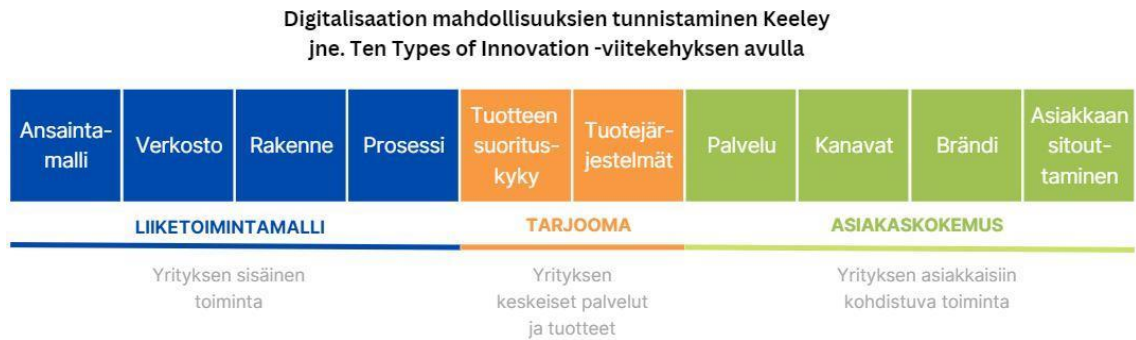 Digitalisaation mahdollisuuksien tunnistaminen Keeley
jne. Ten Types of Innovation -viitekehyksen avulla
Ansainta-
malli
Verkosto
Rakenne
Prosessi
Tuotteen
suoritus-
kyky
Tuotejär-
jestelmät
Palvelu
Kanavat
Brändi
Asiakkaan
sitout-
taminen
LIIKETOIMINTAMALLI
TARJOOMA
ASIAKASKOKEMUS
Yrityksen sisäinen
toiminta
Yrityksen
keskeiset palvelut
ja tuotteet
Yrityksen asiakkaisiin
kohdistuva toiminta